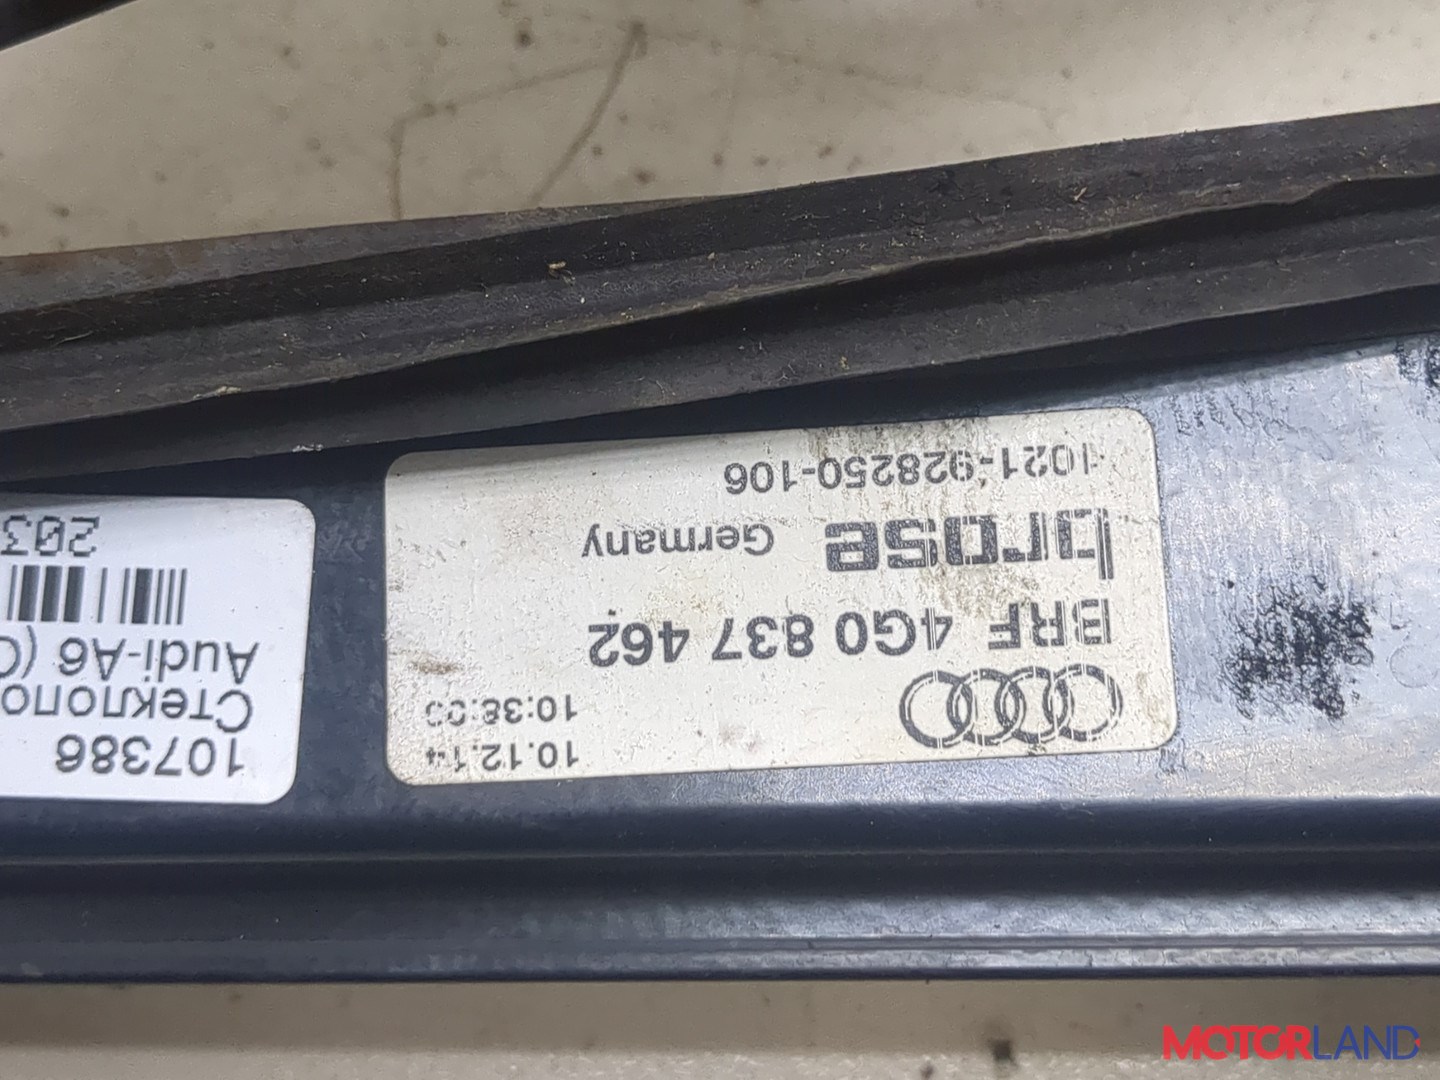 10.12.14
10:38:03
BRF 4G0 837 462
brose Germany
1021-928250-106
107386
Стеклопо
Audi-A6 (C
203
MOTORLAND